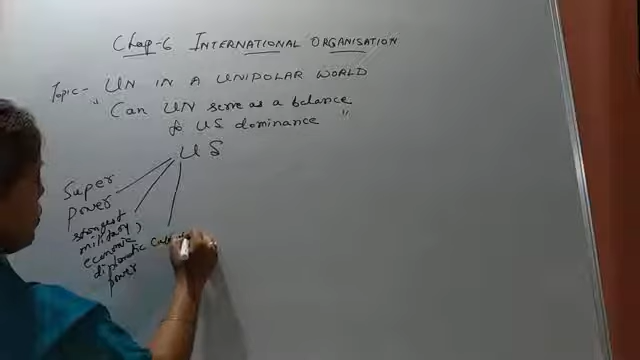 Chap-6 INTERNATIONAL ORGANISATION
Topic- UN IN A UNIPOLAR WORLD
"Can UN serve as a balance
to US dominance"
US
Super
Power
strongest
military,
economic
diplomatic
power